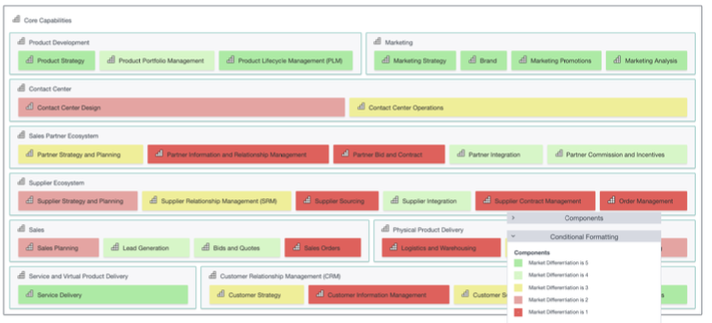 Core Capabilities
Product Development
Marketing
Product Strategy
Product Portfolio Management
Product Lifecycle Management (PLM)
Marketing Strategy
Brand
Marketing Promotions
Marketing Analysis
Contact Center
Contact Center Design
Contact Center Operations
Sales Partner Ecosystem
Partner Strategy and Planning
Partner Information and Relationship Management
Partner Bid and Contract
Partner Integration
Partner Commission and Incentives
Supplier Ecosystem
Supplier Strategy and Planning
Supplier Relationship Management (SRM)
Supplier Sourcing
Supplier Integration
Supplier Contract Management
Order Management
Sales
Physical Product Delivery
Sales Planning
Lead Generation
Bids and Quotes
Sales Orders
Logistics and Warehousing
Service and Virtual Product Delivery
Customer Relationship Management (CRM)
Service Delivery
Customer Strategy
Customer Information Management
Customer S
Components
Conditional Formatting
Components
Market Differentiation is 5
Market Differentiation is 4
Market Differentiation is 3
Market Differentiation is 2
Market Differentiation is 1